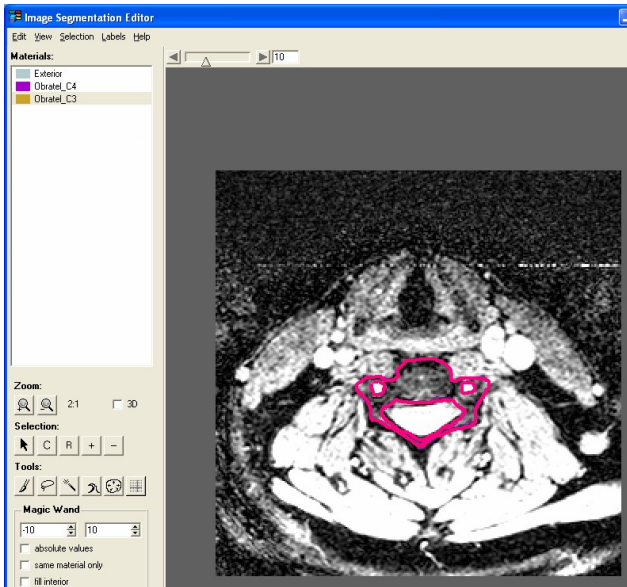 Image Segmentation Editor
Edit View Selection Labels Help
Materials:
10
Exterior
Obratel_C4
Obratel_C3
Zoom:
2:1
3D
Selection:
C R + -
Tools:
Magic Wand
-10 10
absolute values
same material only
fill interior